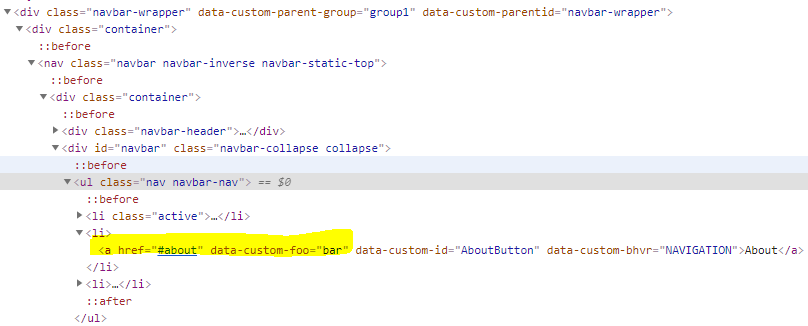 <div class="navbar-wrapper" data-custom-parent-group="group1" data-custom-parentid="navbar-wrapper">
<div class="container">
::before
<nav class="navbar navbar-inverse navbar-static-top">
::before
<div class="container">
::before
<div class="navbar-header">…</div>
<div id="navbar" class="navbar-collapse collapse">
::before
<ul class="nav navbar-nav"> == $0
::before
<li class="active">…</li>
<li>
<a href="#about" data-custom-foo="bar" data-custom-id="AboutButton" data-custom-bhvr="NAVIGATION">About</a>
</li>
<li>…</li>
::after
</ul>